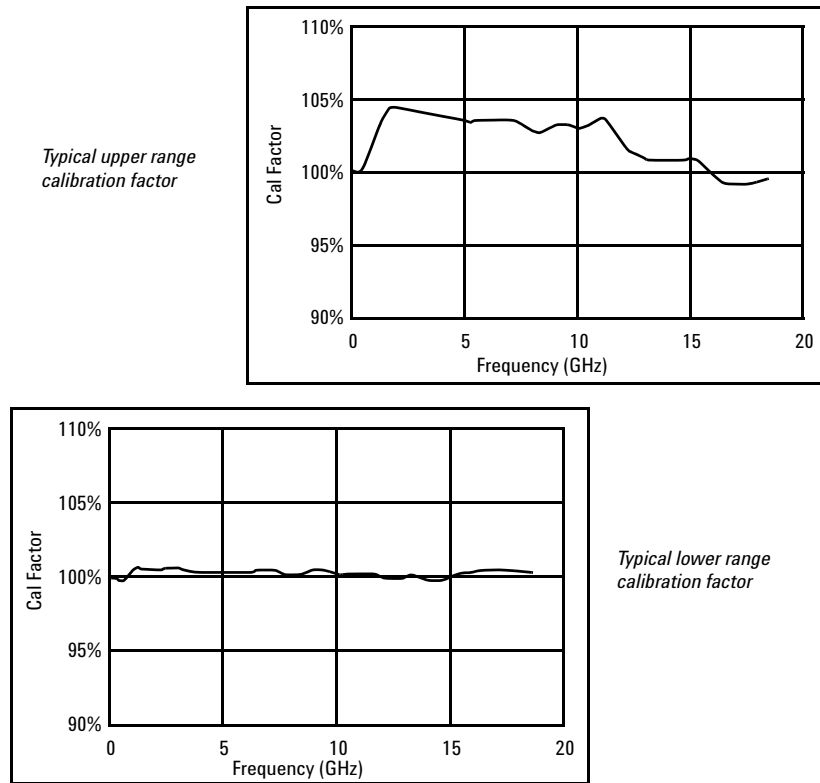 Typical upper range
calibration factor
110%
105%
100%
95%
90%
Cal Factor
0 5 10 15 20
Frequency (GHz)
110%
105%
100%
95%
90%
Cal Factor
0 5 10 15 20
Frequency (GHz)
Typical lower range
calibration factor